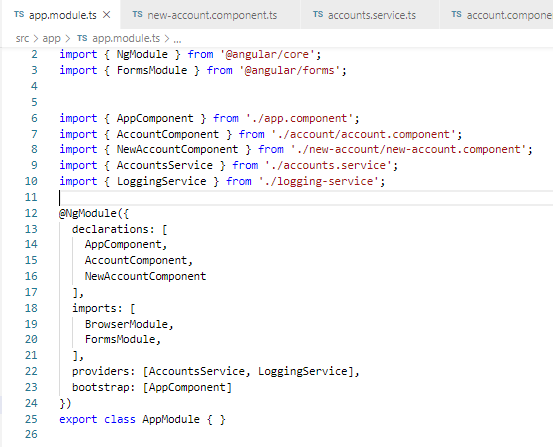 TS app.module.ts × TS new-account.component.ts TS accounts.service.ts TS account.compone
src > app > TS app.module.ts > ...
2 import { NgModule } from '@angular/core';
3 import { FormsModule } from '@angular/forms';
4
5
6 import { AppComponent } from './app.component';
7 import { AccountComponent } from './account/account.component';
8 import { NewAccountComponent } from './new-account/new-account.component';
9 import { AccountsService } from './accounts.service';
10 import { LoggingService } from './logging-service';
11
12 @NgModule({
13   declarations: [
14     AppComponent,
15     AccountComponent,
16     NewAccountComponent
17   ],
18   imports: [
19     BrowserModule,
20     FormsModule,
21   ],
22   providers: [AccountsService, LoggingService],
23   bootstrap: [AppComponent]
24 })
25 export class AppModule { }
26